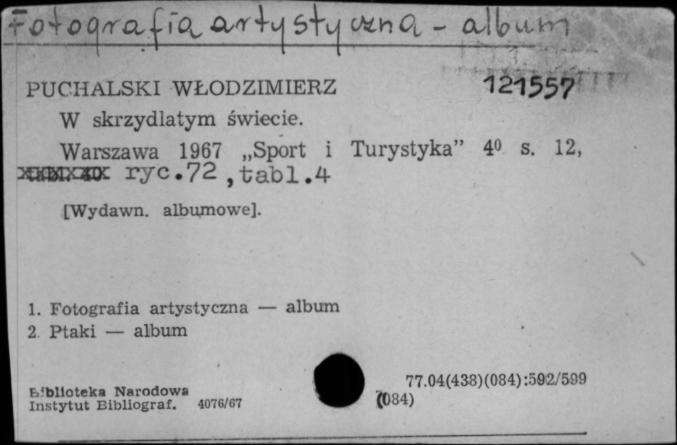 Fotografia artystyczna - album
PUCHALSKI WŁODZIMIERZ 121557
W skrzydlatym świecie.
Warszawa 1967 „Sport i Turystyka” 4⁰ s. 12,
ryc.72, tabl.4
[Wydawn. albumowe].
1. Fotografia artystyczna — album
2. Ptaki — album
77.04(438)(084):592/599
(084)
Biblioteka Narodowa
Instytut Bibliograf. 4076/67